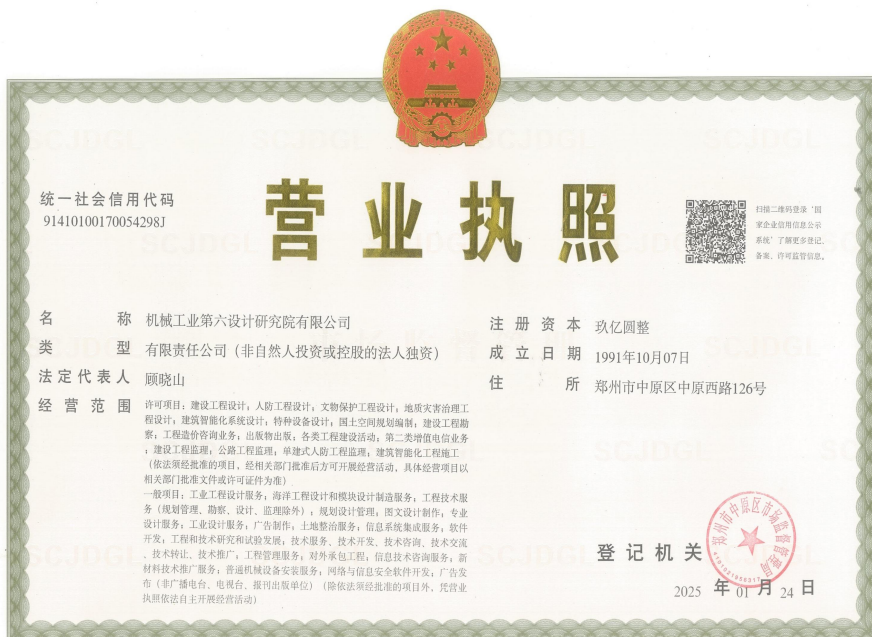 营业执照
统一社会信用代码
91410100170054298J
扫描二维码登录‘国
家企业信用信息公示
系统’了解更多登记、
备案、许可监管信息。
名 称 机械工业第六设计研究院有限公司
类 型 有限责任公司（非自然人投资或控股的法人独资）
法定代表人 顾晓山
经营范围 许可项目：建设工程设计；人防工程设计；文物保护工程设计；地质灾害治理工
程设计；建筑智能化系统设计；特种设备设计；国土空间规划编制；建设工程勘
察；工程造价咨询业务；出版物出版；各类工程建设活动；第二类增值电信业务
；建设工程监理；公路工程监理；单建式人防工程监理；建筑智能化工程施工
（依法须经批准的项目，经相关部门批准后方可开展经营活动，具体经营项目以
相关部门批准文件或许可证件为准）
一般项目：工业工程设计服务；海洋工程设计和模块设计制造服务；工程技术服
务（规划管理、勘察、设计、监理除外）；规划设计管理；图文设计制作；专业
设计服务；工业设计服务；广告制作；土地整治服务；信息系统集成服务；软件
开发；工程和技术研究和试验发展；技术服务、技术开发、技术咨询、技术交流
、技术转让、技术推广；工程管理服务；对外承包工程；信息技术咨询服务；新
材料技术推广服务；普通机械设备安装服务；网络与信息安全软件开发；广告发
布（非广播电台、电视台、报刊出版单位）（除依法须经批准的项目外，凭营业
执照依法自主开展经营活动）
注册资本 玖亿圆整
成立日期 1991年10月07日
住 所 郑州市中原区中原西路126号
登记机关
郑州市中原区市场监督管理局
2025 年 01 月 24 日
SCJDGL